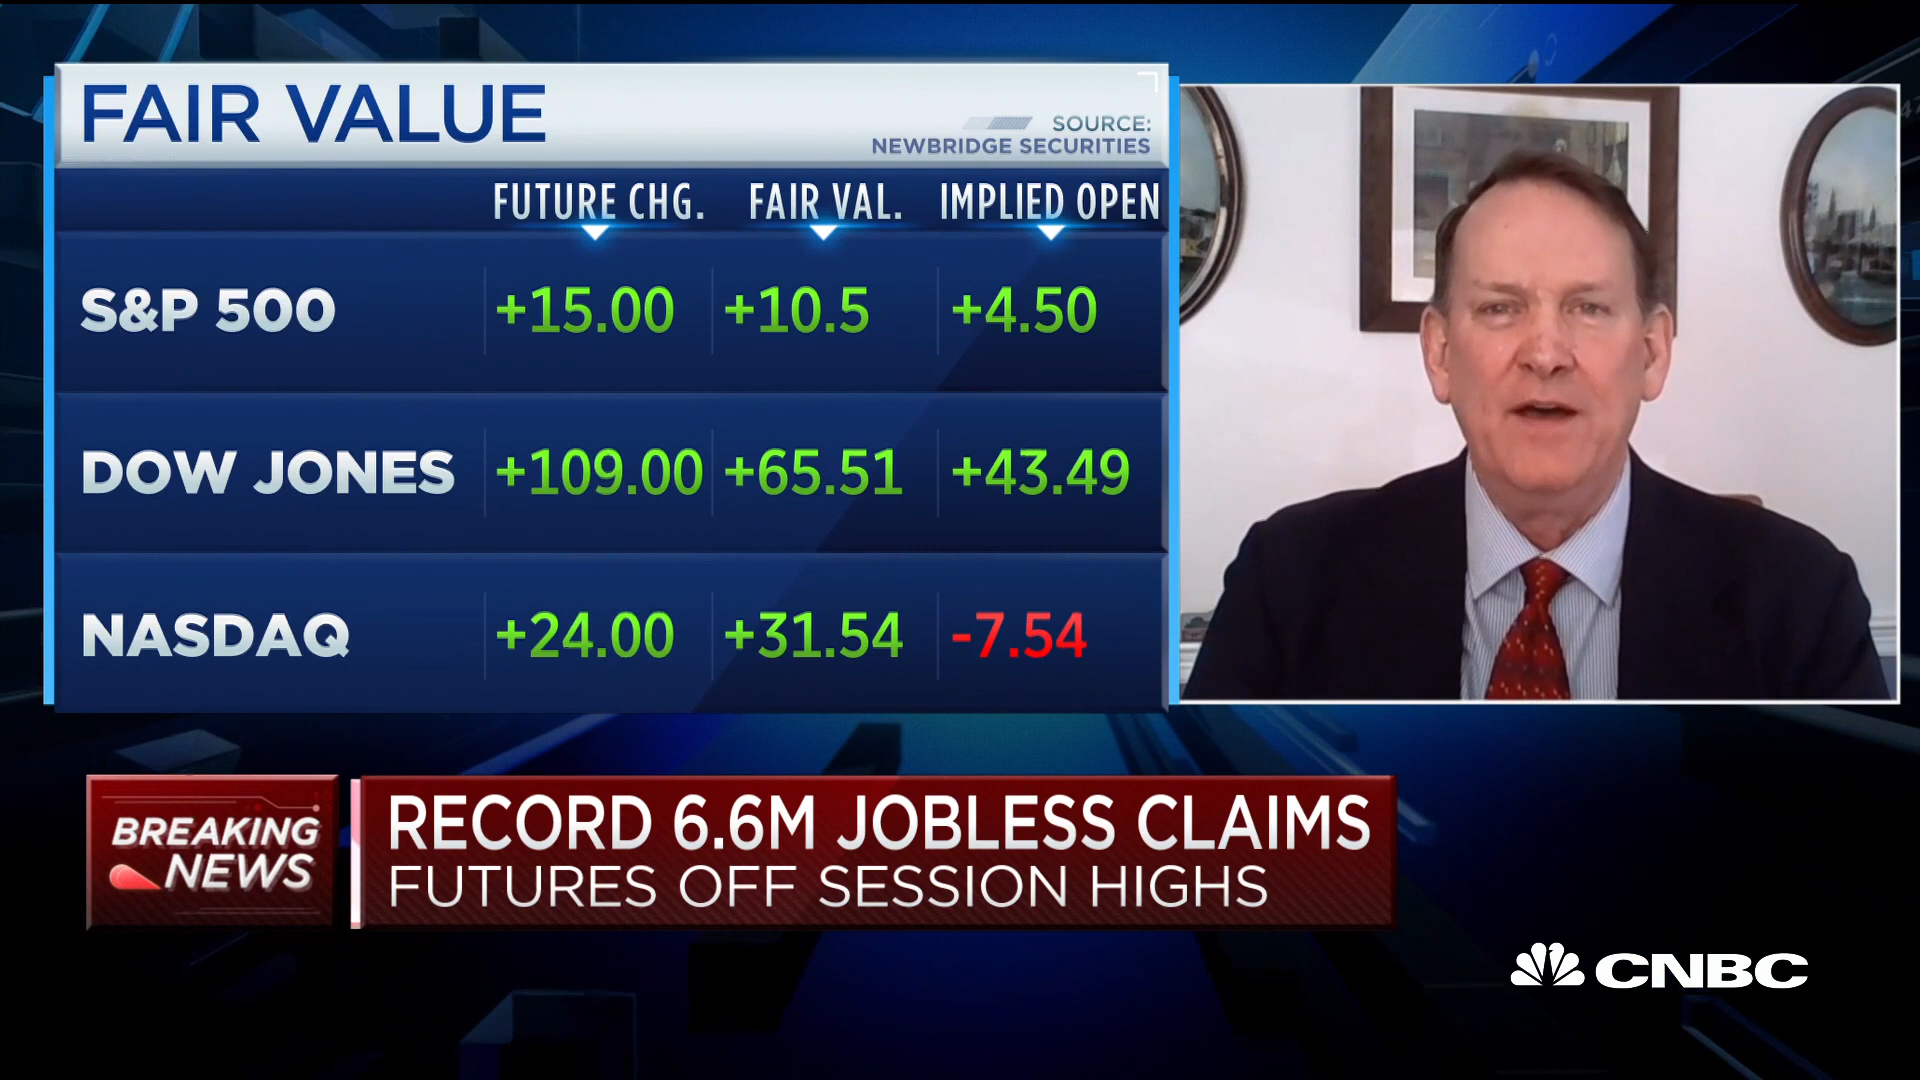 FAIR VALUE
SOURCE:
NEWBRIDGE SECURITIES
FUTURE CHG. FAIR VAL. IMPLIED OPEN
S&P 500 +15.00 +10.5 +4.50
DOW JONES +109.00 +65.51 +43.49
NASDAQ +24.00 +31.54 -7.54
BREAKING
NEWS
RECORD 6.6M JOBLESS CLAIMS
FUTURES OFF SESSION HIGHS
CNBC